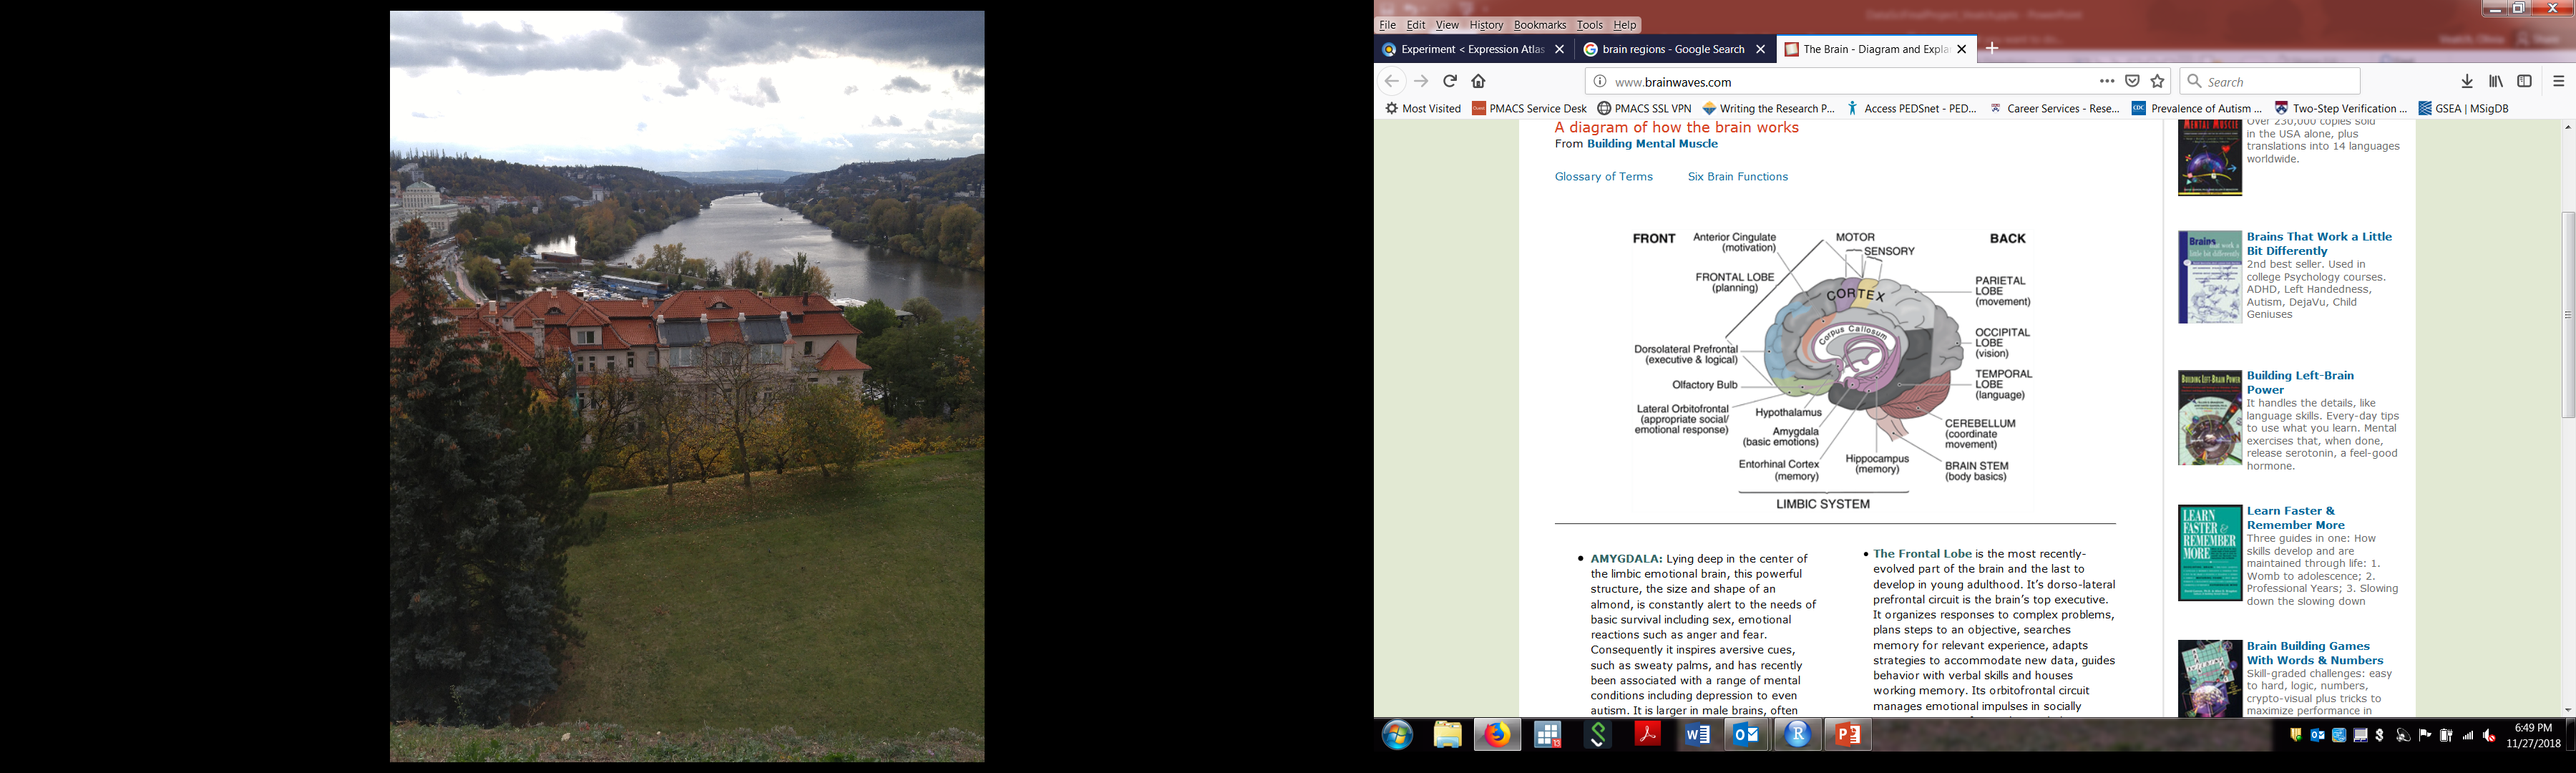 File Edit View History Bookmarks Tools Help
Experiment < Expression Atlas
brain regions - Google Search
The Brain - Diagram and Expla
www.brainwaves.com
Search
Most Visited
PMACS Service Desk
PMACS SSL VPN
Writing the Research P...
Access PEDSnet - PED...
Career Services - Rese...
Prevalence of Autism ...
Two-Step Verification ...
GSEA | MSigDB
A diagram of how the brain works
From Building Mental Muscle
Glossary of Terms Six Brain Functions
FRONT
Anterior Cingulate
(motivation)
MOTOR
SENSORY
BACK
FRONTAL LOBE
(planning)
CORTEX
PARIETAL
LOBE
(movement)
Corpus Callosum
OCCIPITAL
LOBE
(vision)
Dorsolateral Prefrontal
(executive & logical)
Olfactory Bulb
TEMPORAL
LOBE
(language)
Lateral Orbitofrontal
(appropriate social/
emotional response)
Hypothalamus
Amygdala
(basic emotions)
CEREBELLUM
(coordinate
movement)
Entorhinal Cortex
(memory)
Hippocampus
(memory)
BRAIN STEM
(body basics)
LIMBIC SYSTEM
AMYGDALA: Lying deep in the center of
the limbic emotional brain, this powerful
structure, the size and shape of an
almond, is constantly alert to the needs of
basic survival including sex, emotional
reactions such as anger and fear.
Consequently it inspires aversive cues,
such as sweaty palms, and has recently
been associated with a range of mental
conditions including depression to even
autism. It is larger in male brains, often
The Frontal Lobe is the most recently-
evolved part of the brain and the last to
develop in young adulthood. It's dorso-lateral
prefrontal circuit is the brain's top executive.
It organizes responses to complex problems,
plans steps to an objective, searches
memory for relevant experience, adapts
strategies to accommodate new data, guides
behavior with verbal skills and houses
working memory. Its orbitofrontal circuit
manages emotional impulses in socially
MENTAL MUSCLE
Over 230,000 copies sold
in the USA alone, plus
translations into 14 languages
worldwide.
Brains That Work a Little
Bit Differently
2nd best seller. Used in
college Psychology courses.
ADHD, Left Handedness,
Autism, DejaVu, Child
Geniuses
Building Left-Brain
Power
It handles the details, like
language skills. Every-day tips
to use what you learn. Mental
exercises that, when done,
release serotonin, a feel-good
hormone.
LEARN
FASTER &
REMEMBER
MORE
Learn Faster &
Remember More
Three guides in one: How
skills develop and are
maintained through life: 1.
Womb to adolescence; 2.
Professional Years; 3. Slowing
down the slowing down
Brain Building Games
With Words & Numbers
Skill-graded challenges: easy
to hard, logic, numbers,
crypto-visual plus tricks to
maximize performance in
6:49 PM
11/27/2018